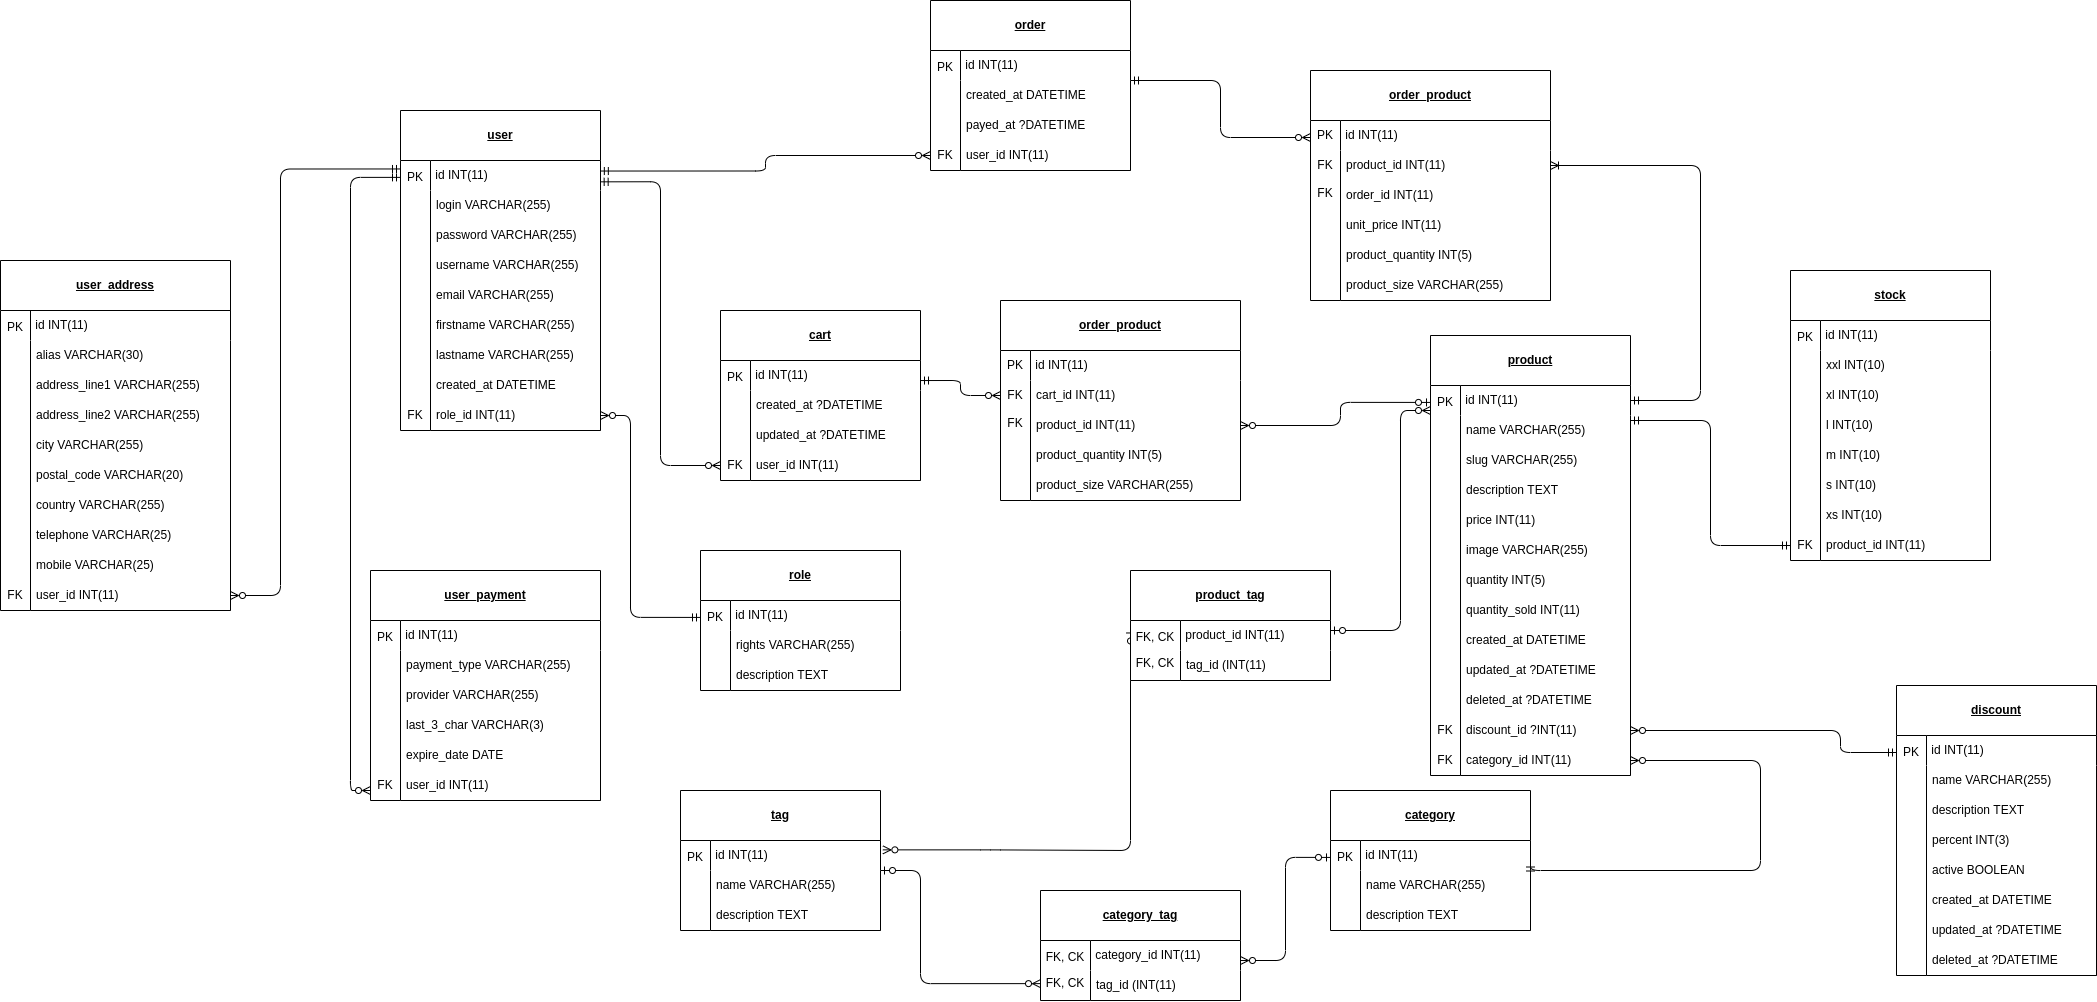 order
PK id INT(11)
created_at DATETIME
payed_at ?DATETIME
FK user_id INT(11)
order_product
PK id INT(11)
FK product_id INT(11)
FK order_id INT(11)
unit_price INT(11)
product_quantity INT(5)
product_size VARCHAR(255)
user
PK id INT(11)
login VARCHAR(255)
password VARCHAR(255)
username VARCHAR(255)
email VARCHAR(255)
firstname VARCHAR(255)
lastname VARCHAR(255)
created_at DATETIME
FK role_id INT(11)
user_address
PK id INT(11)
alias VARCHAR(30)
address_line1 VARCHAR(255)
address_line2 VARCHAR(255)
city VARCHAR(255)
postal_code VARCHAR(20)
country VARCHAR(255)
telephone VARCHAR(25)
mobile VARCHAR(25)
FK user_id INT(11)
cart
PK id INT(11)
created_at ?DATETIME
updated_at ?DATETIME
FK user_id INT(11)
order_product
PK id INT(11)
FK cart_id INT(11)
FK product_id INT(11)
product_quantity INT(5)
product_size VARCHAR(255)
product
PK id INT(11)
name VARCHAR(255)
slug VARCHAR(255)
description TEXT
price INT(11)
image VARCHAR(255)
quantity INT(5)
quantity_sold INT(11)
created_at DATETIME
updated_at ?DATETIME
deleted_at ?DATETIME
FK discount_id ?INT(11)
FK category_id INT(11)
stock
PK id INT(11)
xxl INT(10)
xl INT(10)
l INT(10)
m INT(10)
s INT(10)
xs INT(10)
FK product_id INT(11)
user_payment
PK id INT(11)
payment_type VARCHAR(255)
provider VARCHAR(255)
last_3_char VARCHAR(3)
expire_date DATE
FK user_id INT(11)
role
PK id INT(11)
rights VARCHAR(255)
description TEXT
product_tag
FK, CK product_id INT(11)
FK, CK tag_id (INT(11)
discount
PK id INT(11)
name VARCHAR(255)
description TEXT
percent INT(3)
active BOOLEAN
created_at DATETIME
updated_at ?DATETIME
deleted_at ?DATETIME
tag
PK id INT(11)
name VARCHAR(255)
description TEXT
category
PK id INT(11)
name VARCHAR(255)
description TEXT
category_tag
FK, CK category_id INT(11)
FK, CK tag_id (INT(11)